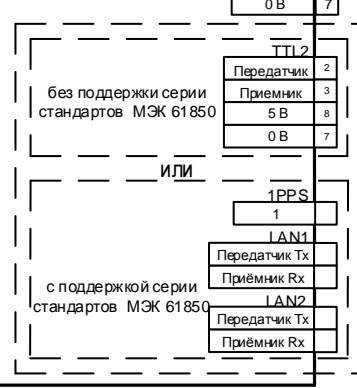 0 В 7
TTL2
Передатчик 2
Приемник 3
5 В 8
0 В 7
без поддержки серии
стандартов МЭК 61850
ИЛИ
1PPS
1
LAN1
Передатчик Tx
Приёмник Rx
LAN2
Передатчик Tx
Приёмник Rx
с поддержкой серии
стандартов МЭК 61850